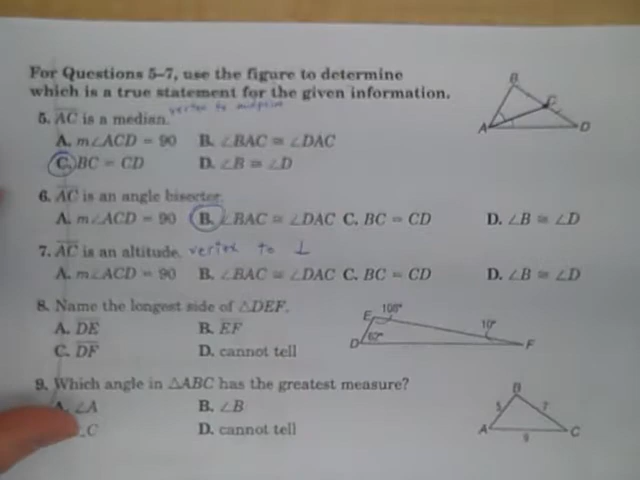 For Questions 5–7, use the figure to determine
which is a true statement for the given information.
vertex to midpoint
5. AC is a median.
A. m∠ACD = 90 B. ∠BAC ≅ ∠DAC
C. BC = CD D. ∠B ≅ ∠D
B
C
A D
6. AC is an angle bisector.
A. m∠ACD = 90 B. ∠BAC ≅ ∠DAC C. BC = CD D. ∠B ≅ ∠D
7. AC is an altitude. vertex to ⊥
A. m∠ACD = 90 B. ∠BAC ≅ ∠DAC C. BC = CD D. ∠B ≅ ∠D
8. Name the longest side of △DEF.
A. DE B. EF
C. DF D. cannot tell
E 108°
10°
D 62° F
9. Which angle in △ABC has the greatest measure?
A. ∠A B. ∠B
∠C D. cannot tell
B
5 7
A C
9